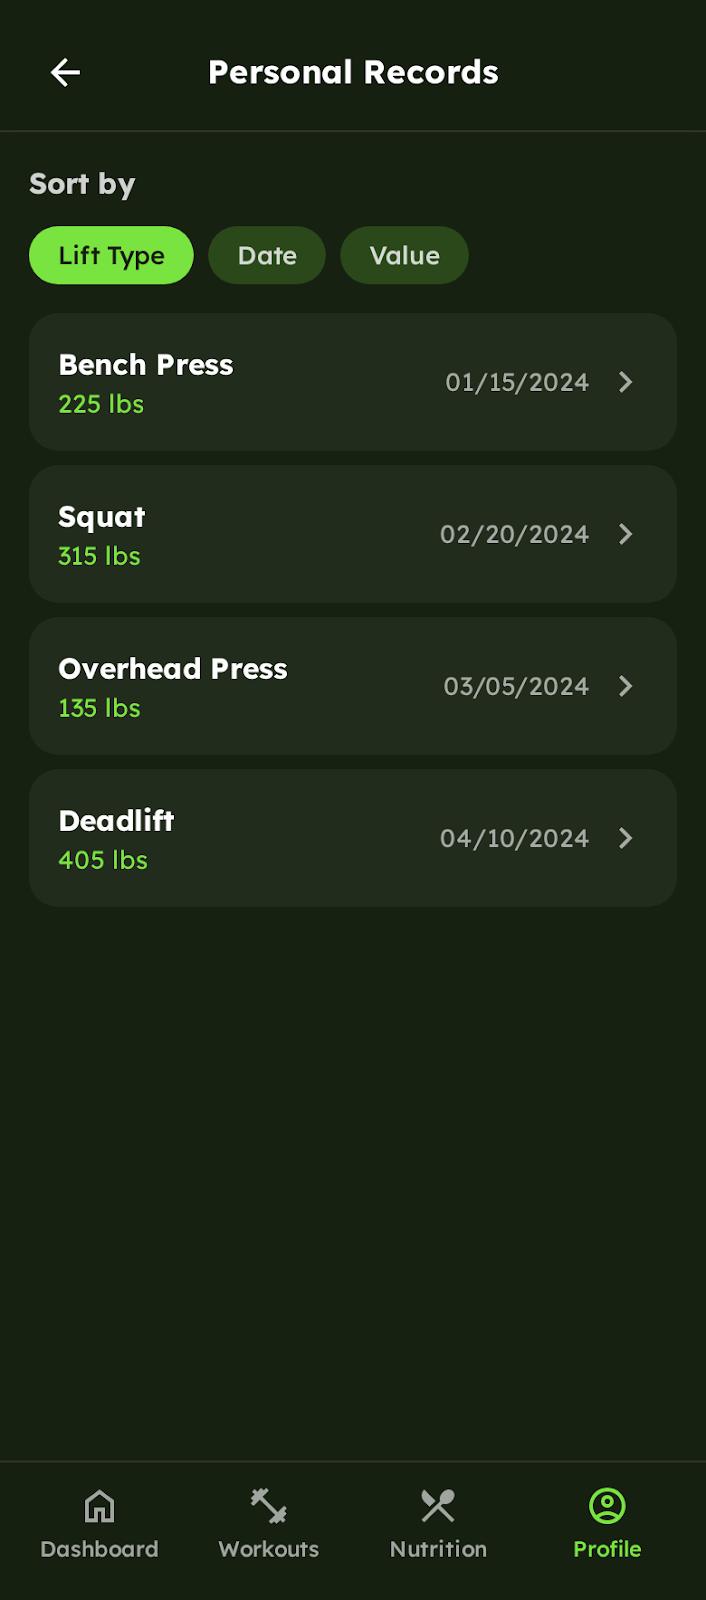 Personal Records
Sort by
Lift Type Date Value
Bench Press
225 lbs
01/15/2024
Squat
315 lbs
02/20/2024
Overhead Press
135 lbs
03/05/2024
Deadlift
405 lbs
04/10/2024
Dashboard Workouts Nutrition Profile